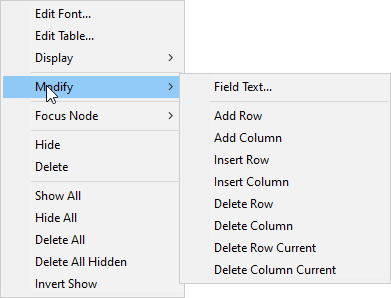 Edit Font...
Edit Table...
Display
Modify
Focus Node
Hide
Delete
Show All
Hide All
Delete All
Delete All Hidden
Invert Show
Field Text...
Add Row
Add Column
Insert Row
Insert Column
Delete Row
Delete Column
Delete Row Current
Delete Column Current